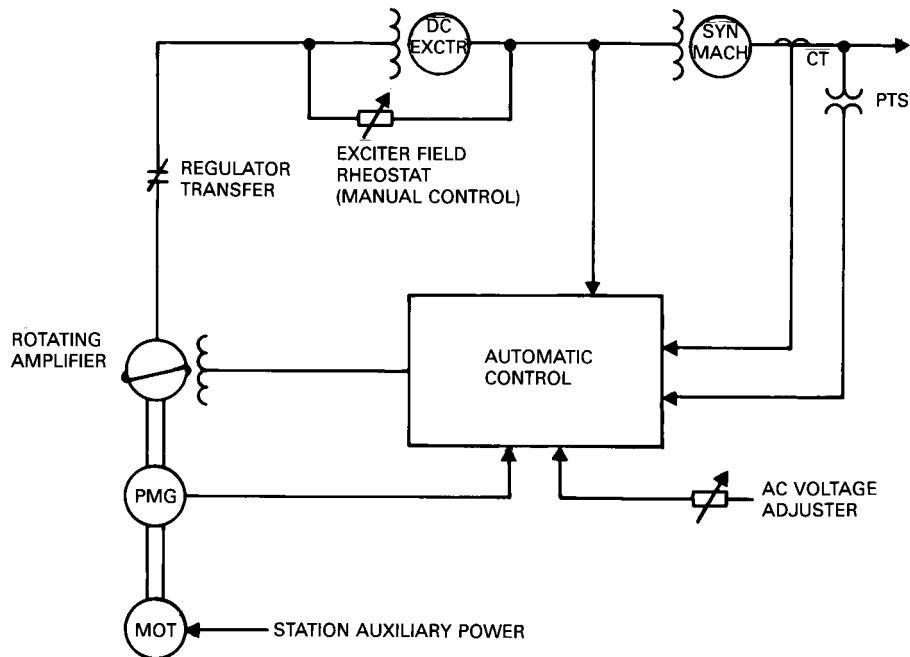 DC
EXCTR
SYN
MACH
CT
PTS
EXCITER FIELD
RHEOSTAT
(MANUAL CONTROL)
REGULATOR
TRANSFER
ROTATING
AMPLIFIER
AUTOMATIC
CONTROL
PMG
AC VOLTAGE
ADJUSTER
MOT
STATION AUXILIARY POWER